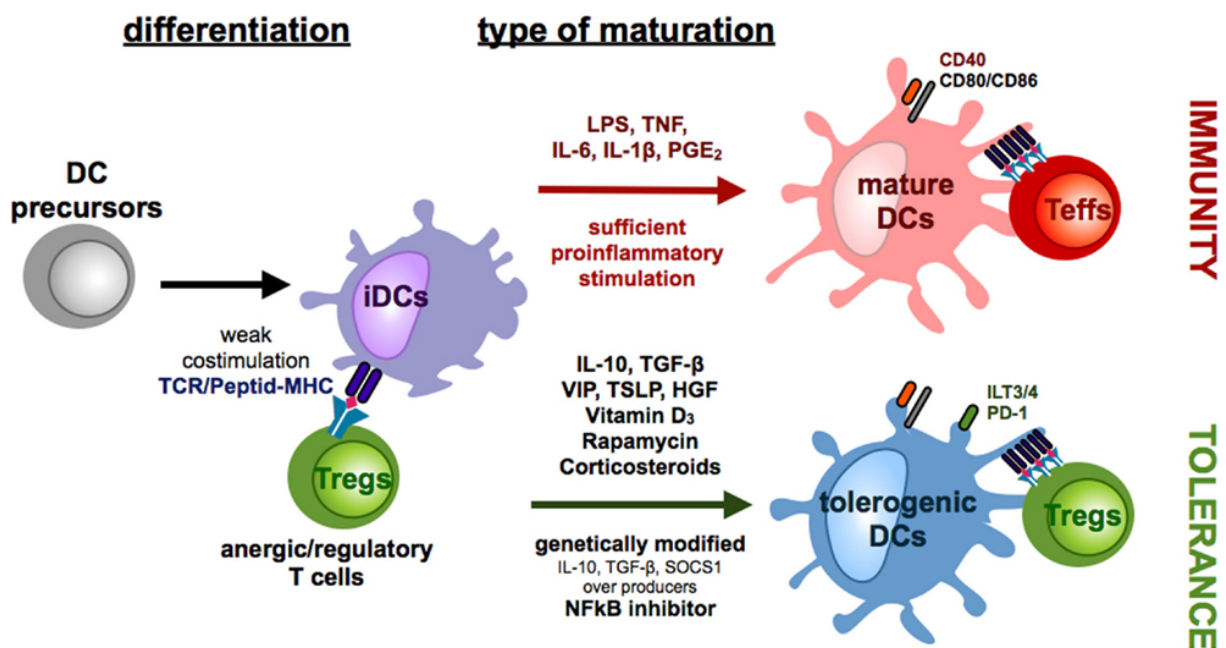 differentiation
type of maturation
DC
precursors
weak
costimulation
TCR/Peptid-MHC
iDCs
Tregs
anergic/regulatory
T cells
LPS, TNF,
IL-6, IL-1β, PGE₂
sufficient
proinflammatory
stimulation
CD40
CD80/CD86
mature
DCs
Teffs
IMMUNITY
IL-10, TGF-β
VIP, TSLP, HGF
Vitamin D₃
Rapamycin
Corticosteroids
genetically modified
IL-10, TGF-β, SOCS1
over producers
NFkB inhibitor
ILT3/4
PD-1
tolerogenic
DCs
Tregs
TOLERANCE